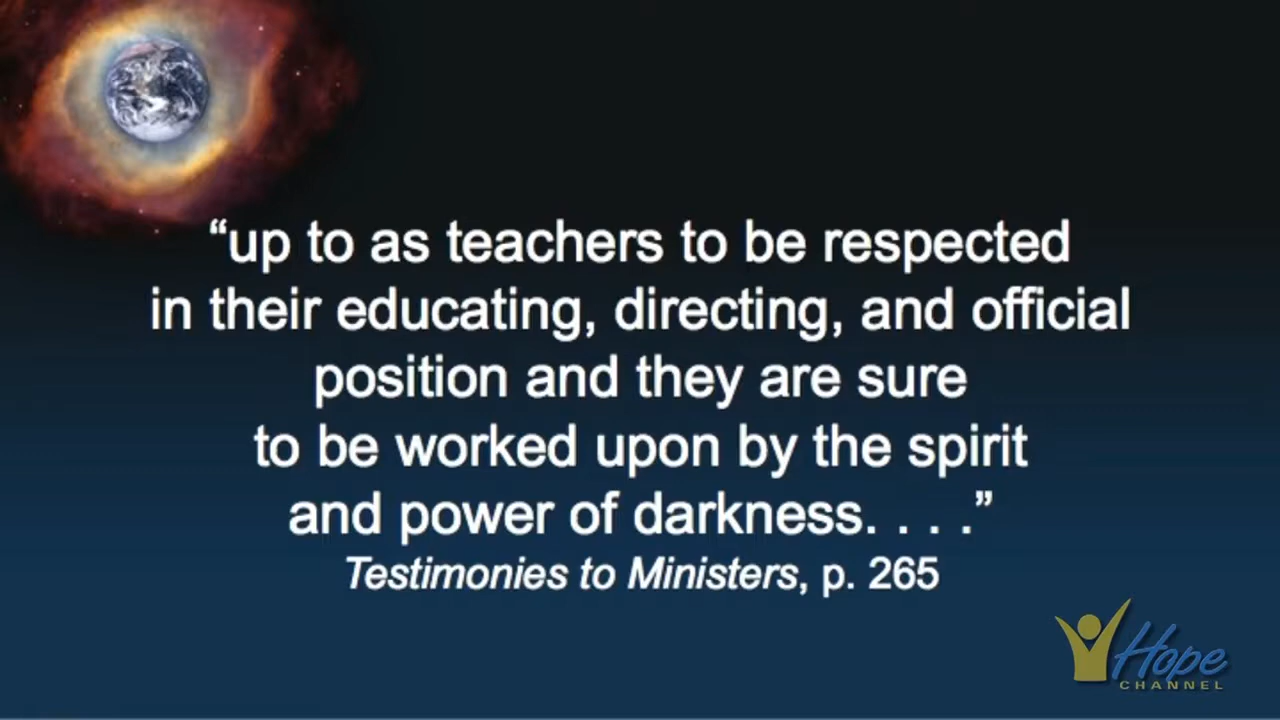 “up to as teachers to be respected
in their educating, directing, and official
position and they are sure
to be worked upon by the spirit
and power of darkness. . . .”
Testimonies to Ministers, p. 265
Hope
CHANNEL